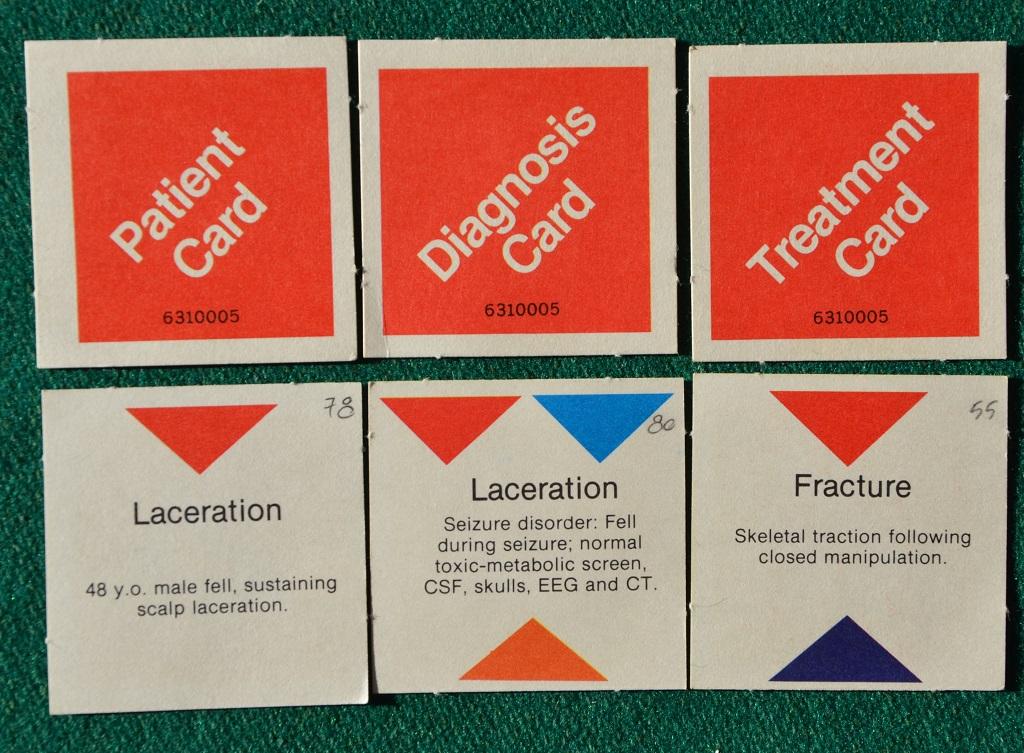 Patient
Card
6310005
Diagnosis
Card
6310005
Treatment
Card
6310005
78
Laceration
48 y.o. male fell, sustaining
scalp laceration.
80
Laceration
Seizure disorder: Fell
during seizure; normal
toxic-metabolic screen,
CSF, skulls, EEG and CT.
55
Fracture
Skeletal traction following
closed manipulation.